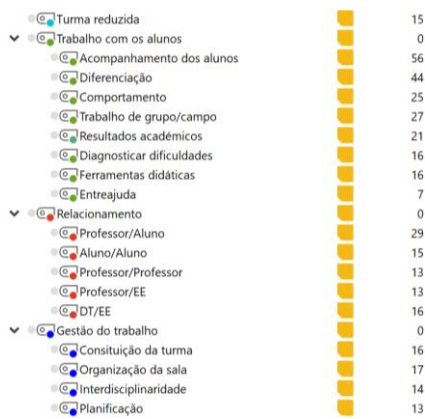 Turma reduzida 15
Trabalho com os alunos 0
Acompanhamento dos alunos 56
Diferenciação 44
Comportamento 25
Trabalho de grupo/campo 27
Resultados académicos 21
Diagnosticar dificuldades 16
Ferramentas didáticas 16
Entreajuda 7
Relacionamento 0
Professor/Aluno 29
Aluno/Aluno 15
Professor/Professor 13
Professor/EE 13
DT/EE 16
Gestão do trabalho 0
Consituição da turma 16
Organização da sala 17
Interdisciplinaridade 14
Planificação 13